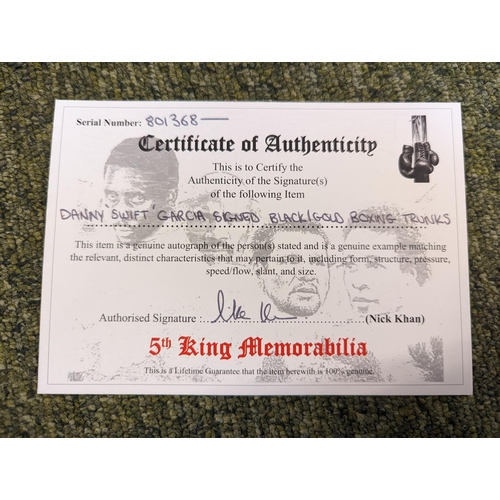 Serial Number: 801368
Certificate of Authenticity
This is to Certify the
Authenticity of the Signature(s)
of the following Item
DANNY SWIFT' GARCIA SIGNED BLACK/GOLD BOXING TRUNKS
This item is a genuine autograph of the person(s) stated and is a genuine example matching
the relevant, distinct characteristics that may pertain to it, including form, structure, pressure,
speed/flow, slant, and size.
Authorised Signature :.....................(Nick Khan)
5th King Memorabilia
This is a Lifetime Guarantee that the item herewith is 100% genuine.